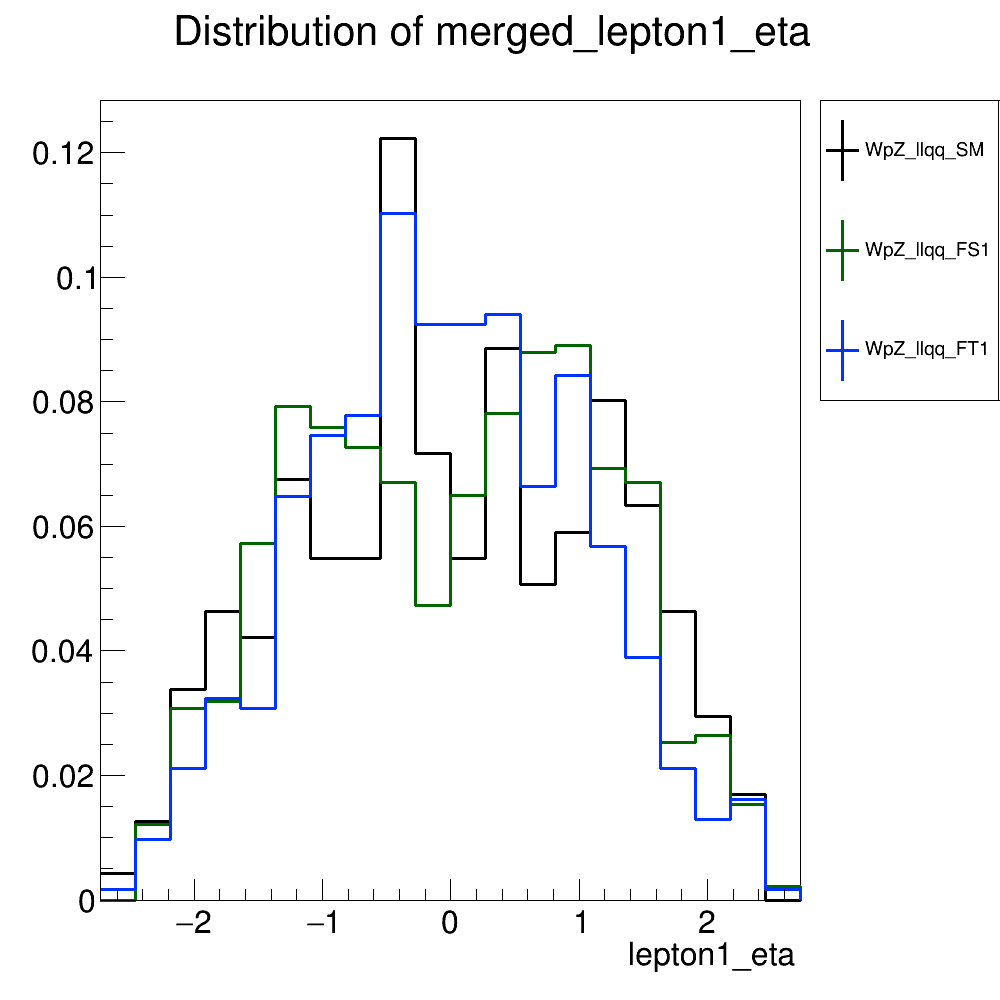 Distribution of merged_lepton1_eta
0.12
0.1
0.08
0.06
0.04
0.02
0
−2
−1
0
1
2
lepton1_eta
WpZ_llqq_SM
WpZ_llqq_FS1
WpZ_llqq_FT1